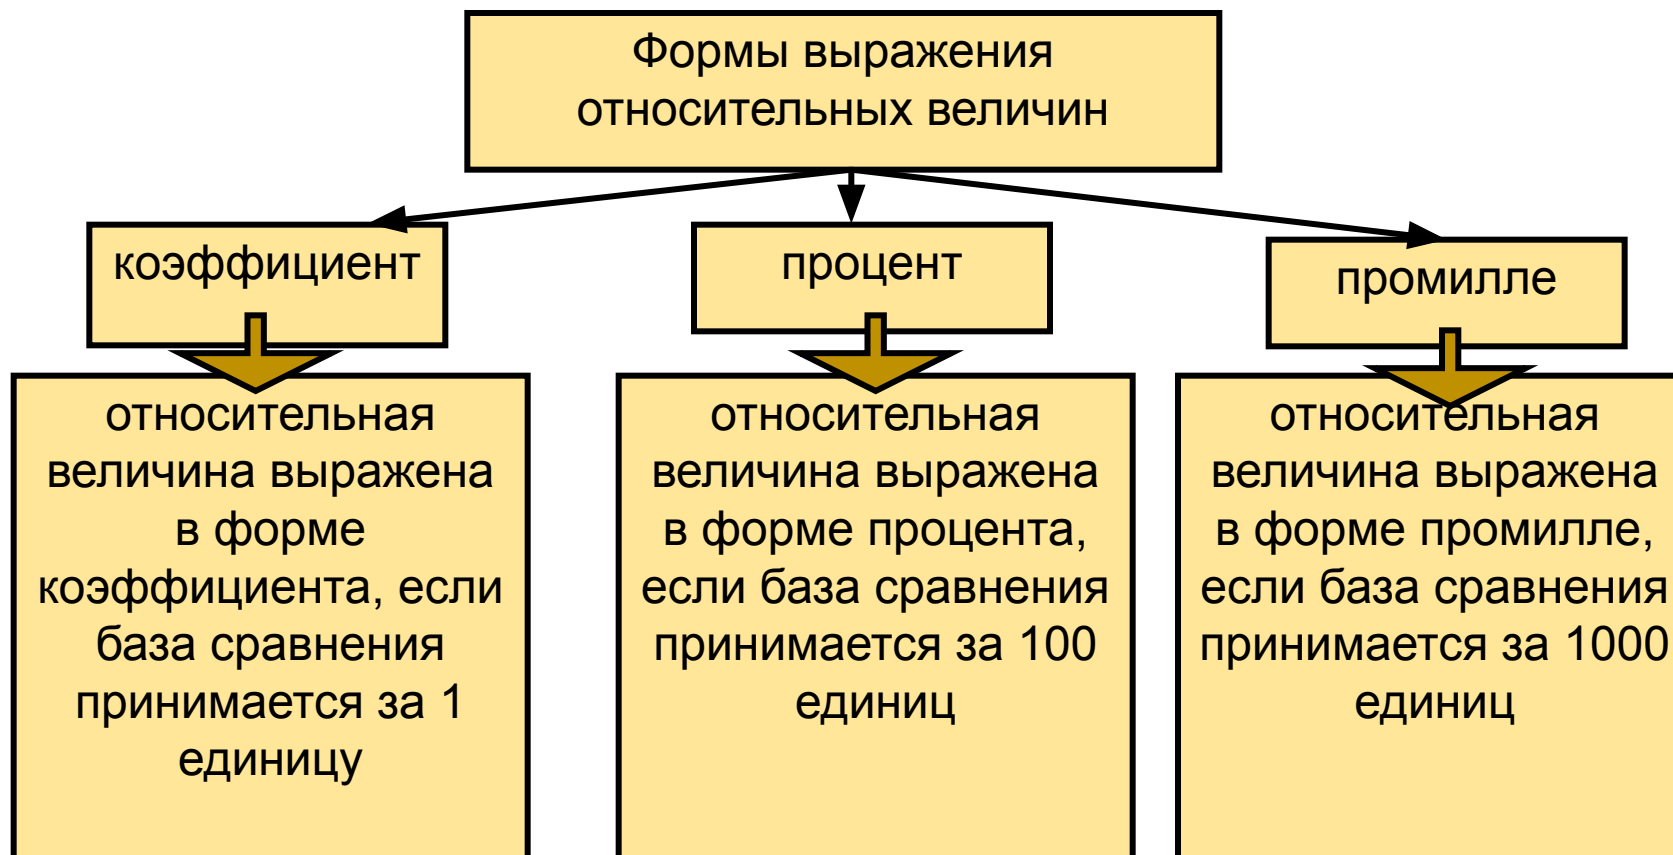 Формы выражения
относительных величин
коэффициент
процент
промилле
относительная
величина выражена
в форме
коэффициента, если
база сравнения
принимается за 1
единицу
относительная
величина выражена
в форме процента,
если база сравнения
принимается за 100
единиц
относительная
величина выражена
в форме промилле,
если база сравнения
принимается за 1000
единиц